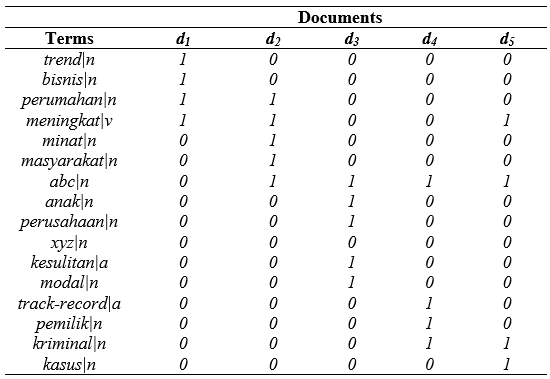 Documents
Terms d1 d2 d3 d4 d5
trend|n 1 0 0 0 0
bisnis|n 1 0 0 0 0
perumahan|n 1 1 0 0 0
meningkat|v 1 1 0 0 1
minat|n 0 1 0 0 0
masyarakat|n 0 1 0 0 0
abc|n 0 1 1 1 1
anak|n 0 0 1 0 0
perusahaan|n 0 0 1 0 0
xyz|n 0 0 0 0 0
kesulitan|a 0 0 1 0 0
modal|n 0 0 1 0 0
track-record|a 0 0 0 1 0
pemilik|n 0 0 0 1 0
kriminal|n 0 0 0 1 1
kasus|n 0 0 0 0 1